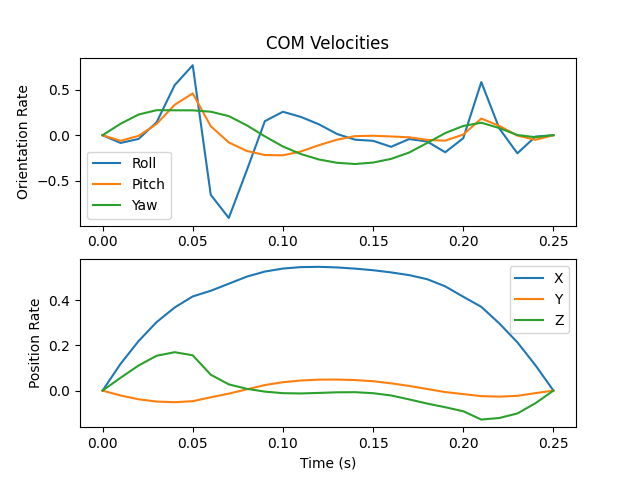 COM Velocities
Orientation Rate
0.5
0.0
−0.5
Roll
Pitch
Yaw
0.00 0.05 0.10 0.15 0.20 0.25
Position Rate
0.4
0.2
0.0
X
Y
Z
0.00 0.05 0.10 0.15 0.20 0.25
Time (s)